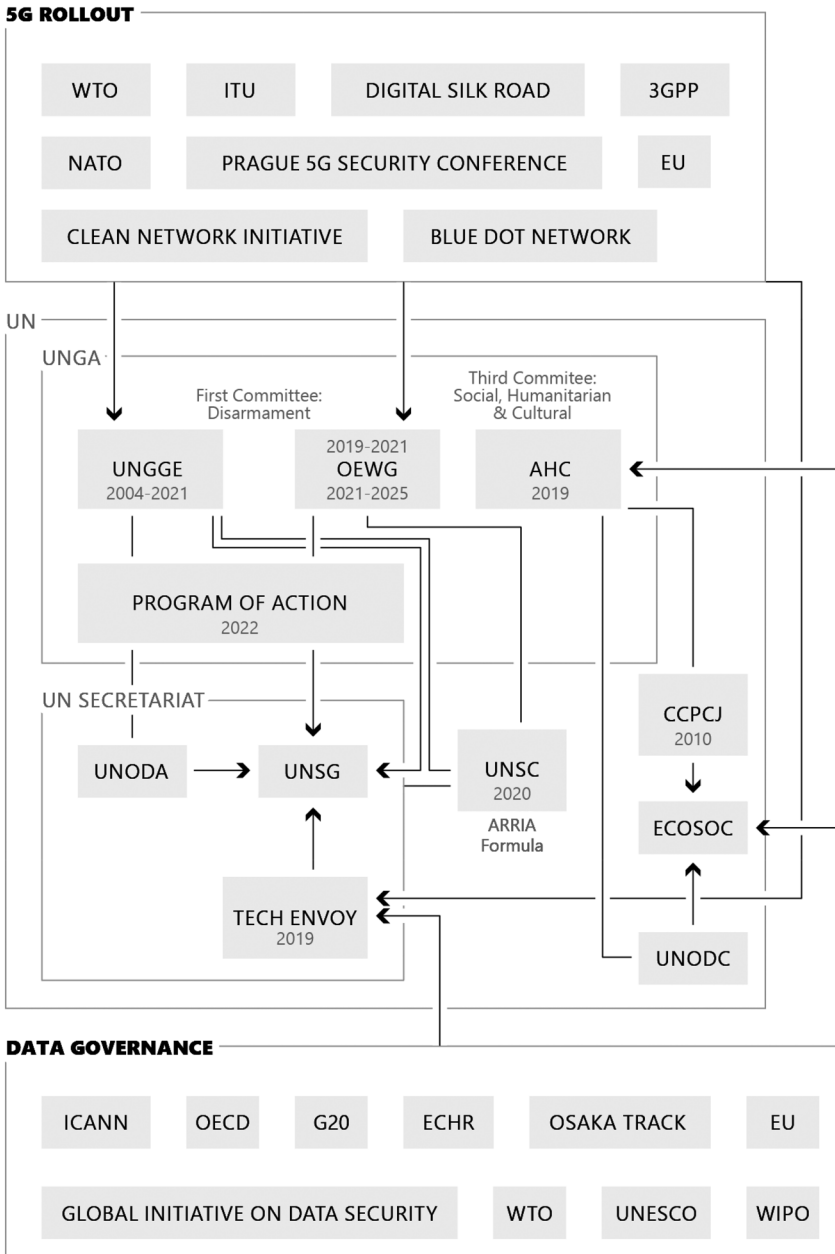 5G ROLLOUT
WTO
ITU
DIGITAL SILK ROAD
3GPP
NATO
PRAGUE 5G SECURITY CONFERENCE
EU
CLEAN NETWORK INITIATIVE
BLUE DOT NETWORK
UN
UNGA
First Committee:
Disarmament
Third Commitee:
Social, Humanitarian
& Cultural
UNGGE
2004-2021
2019-2021
OEWG
2021-2025
AHC
2019
PROGRAM OF ACTION
2022
UN SECRETARIAT
UNODA
UNSG
UNSC
2020
ARRIA
Formula
CCPCJ
2010
ECOSOC
TECH ENVOY
2019
UNODC
DATA GOVERNANCE
ICANN
OECD
G20
ECHR
OSAKA TRACK
EU
GLOBAL INITIATIVE ON DATA SECURITY
WTO
UNESCO
WIPO